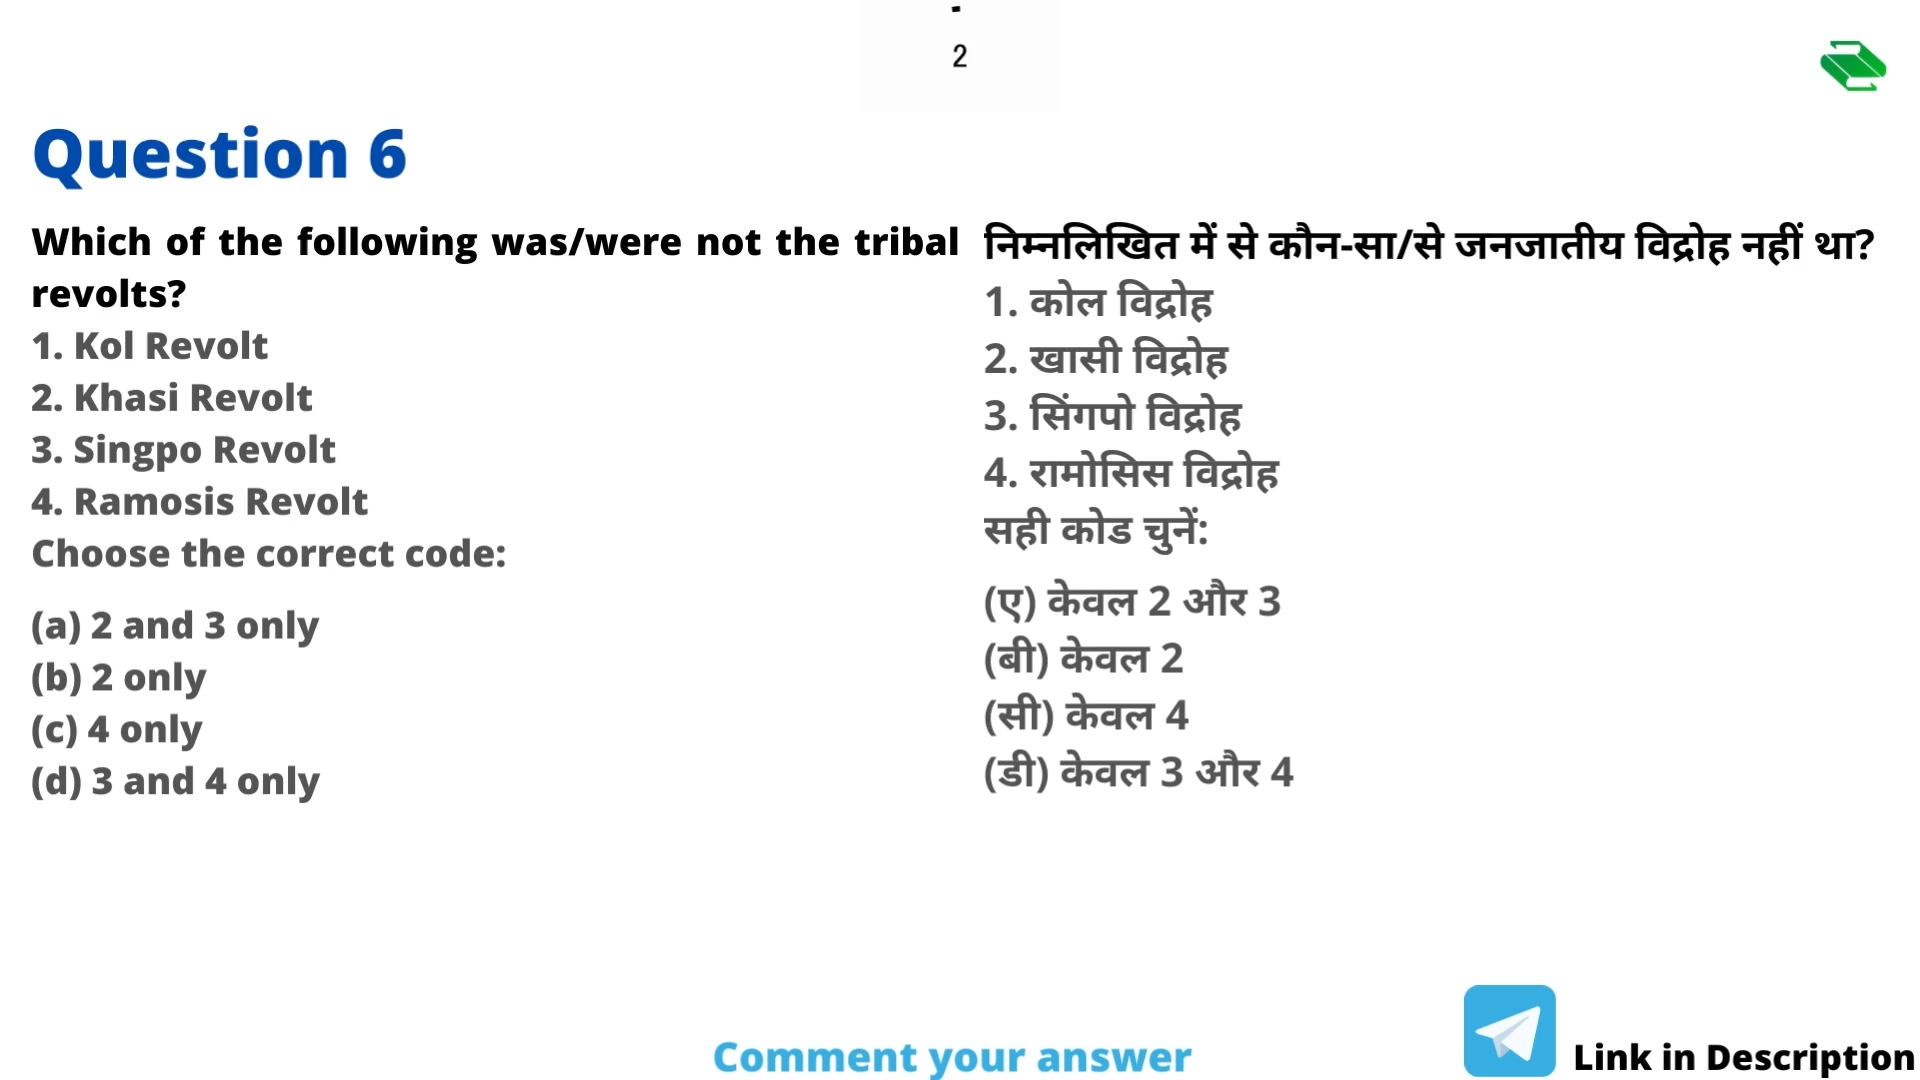 2
Question 6
Which of the following was/were not the tribal
revolts?
1. Kol Revolt
2. Khasi Revolt
3. Singpo Revolt
4. Ramosis Revolt
Choose the correct code:
(a) 2 and 3 only
(b) 2 only
(c) 4 only
(d) 3 and 4 only
निम्नलिखित में से कौन-सा/से जनजातीय विद्रोह नहीं था?
1. कोल विद्रोह
2. खासी विद्रोह
3. सिंगपो विद्रोह
4. रामोसिस विद्रोह
सही कोड चुनें:
(ए) केवल 2 और 3
(बी) केवल 2
(सी) केवल 4
(डी) केवल 3 और 4
Comment your answer
Link in Description